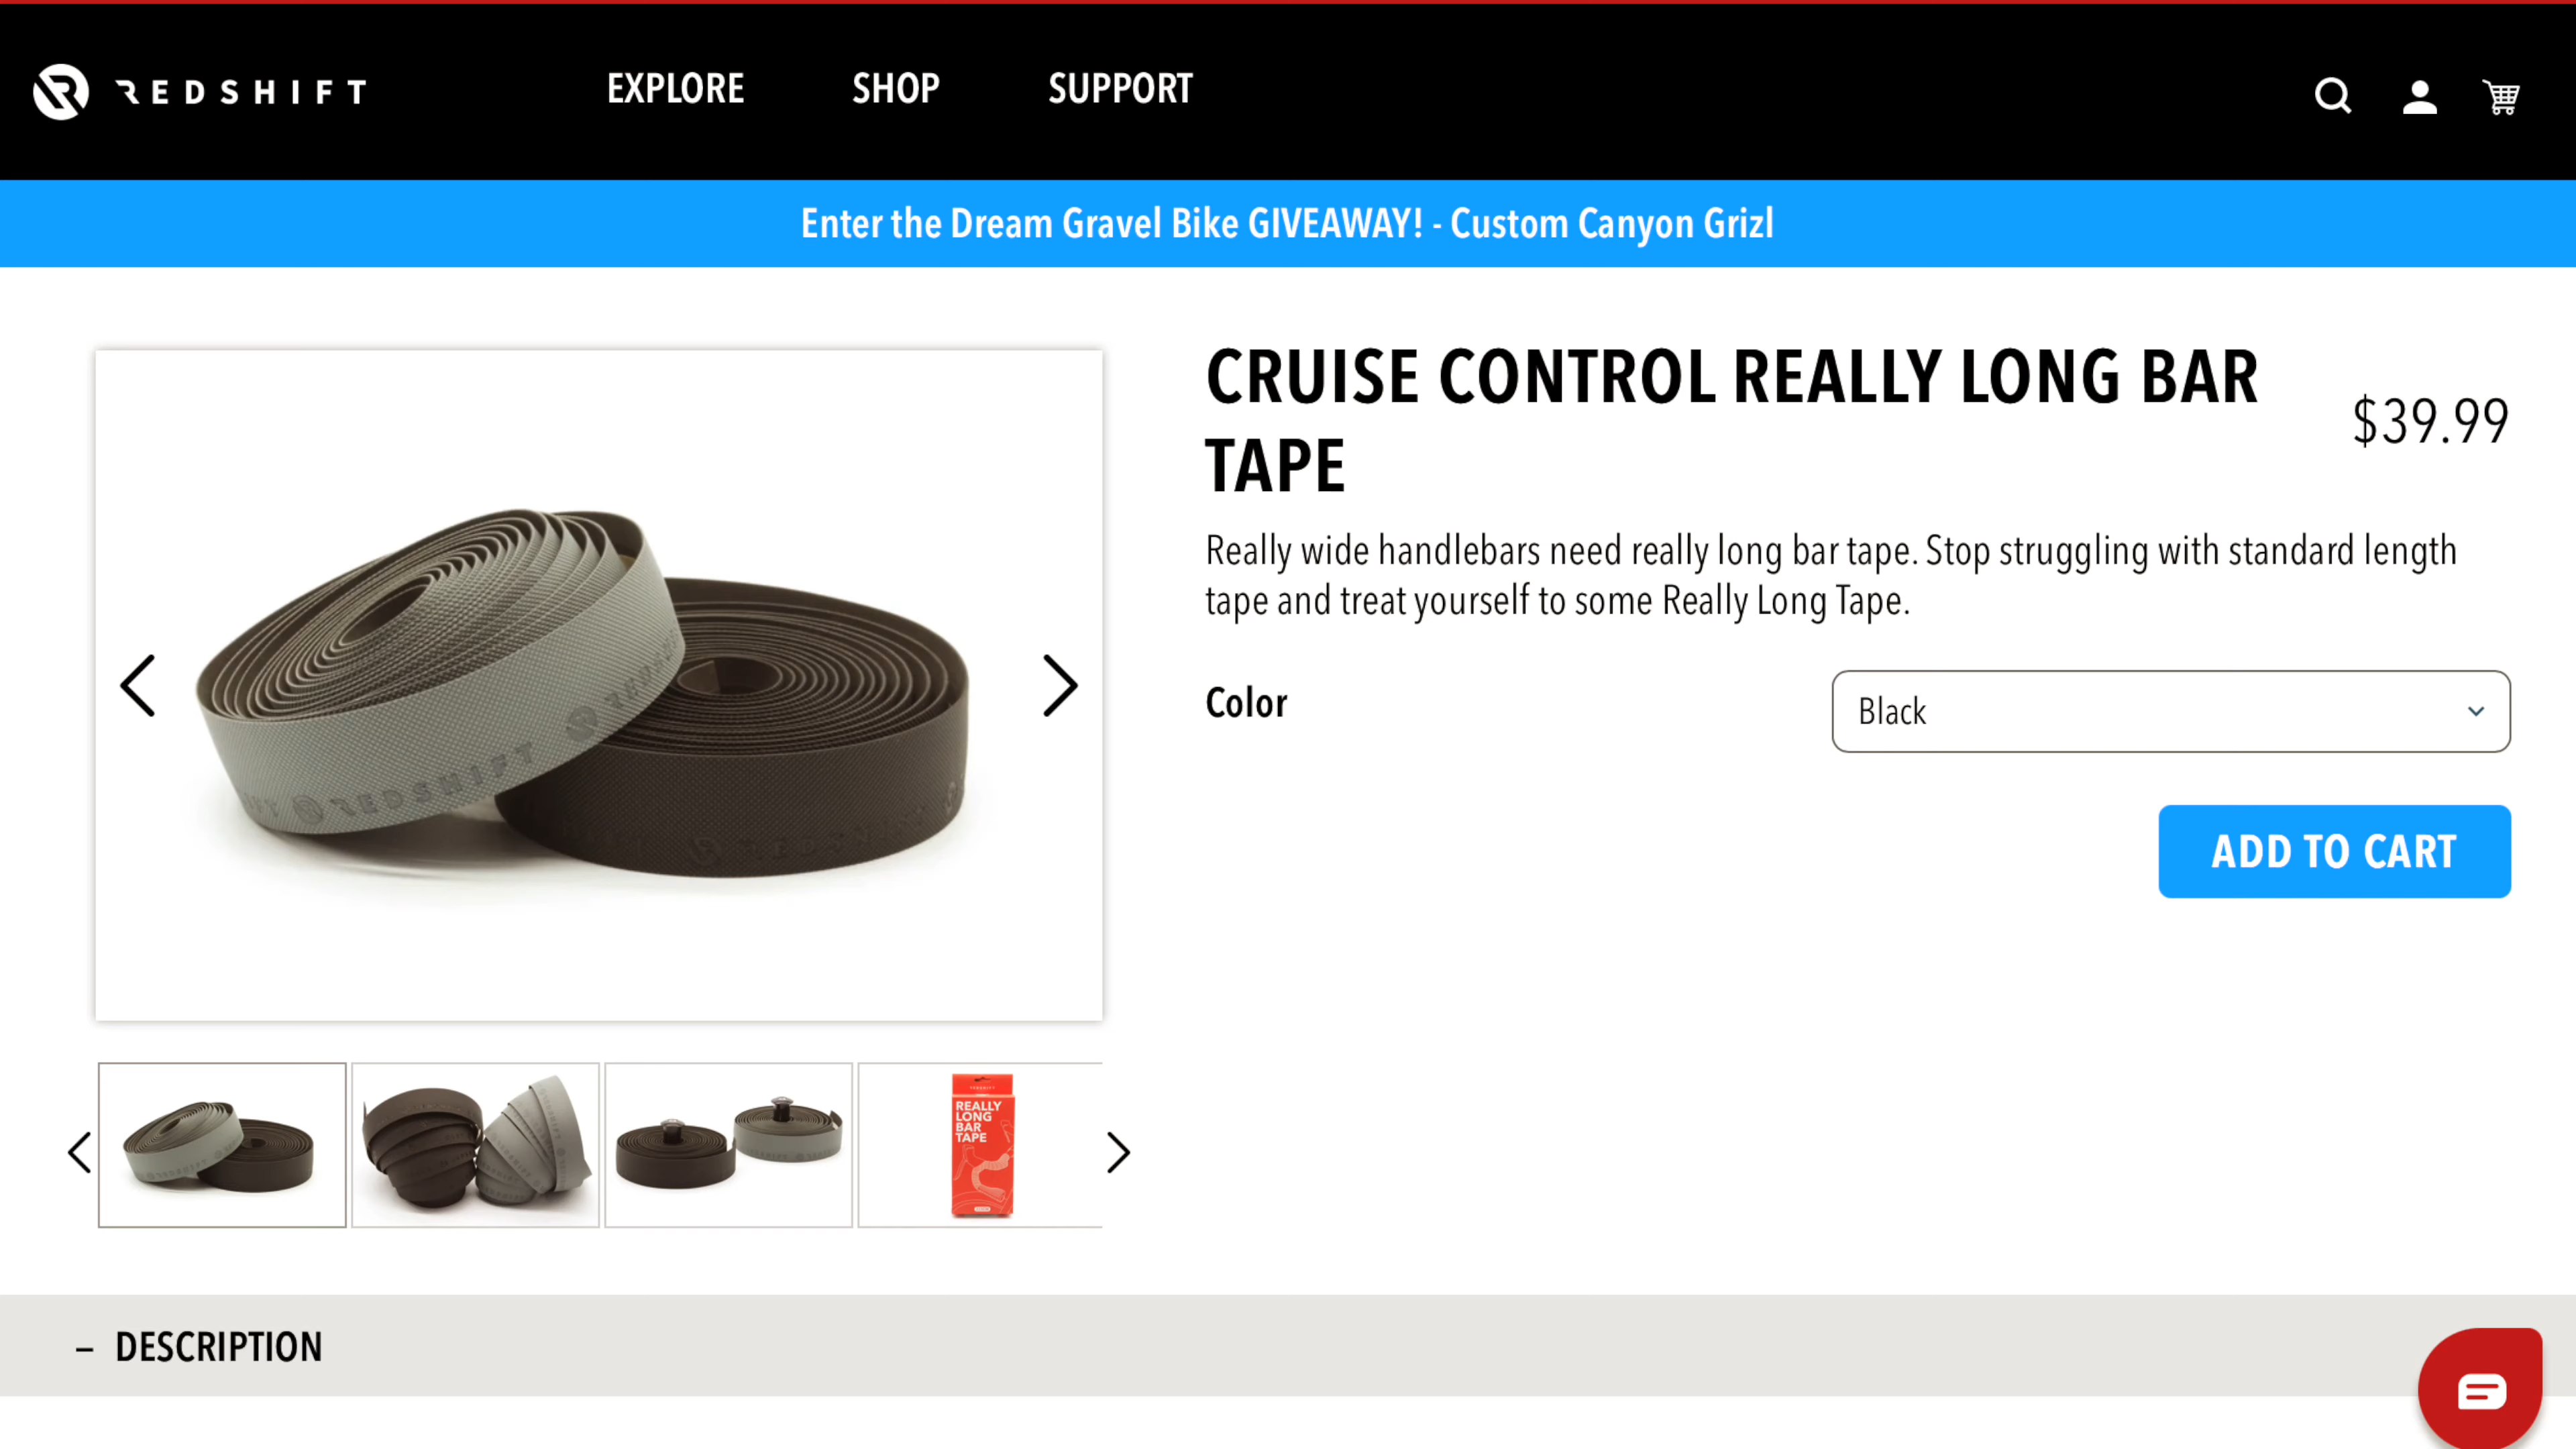 REDSHIFT
EXPLORE
SHOP
SUPPORT
Enter the Dream Gravel Bike GIVEAWAY! - Custom Canyon Grizl
CRUISE CONTROL REALLY LONG BAR
TAPE
$39.99
Really wide handlebars need really long bar tape. Stop struggling with standard length
tape and treat yourself to some Really Long Tape.
Color
Black
ADD TO CART
REDSHIFT
REDSHIFT
REALLY
LONG
BAR
TAPE
– DESCRIPTION